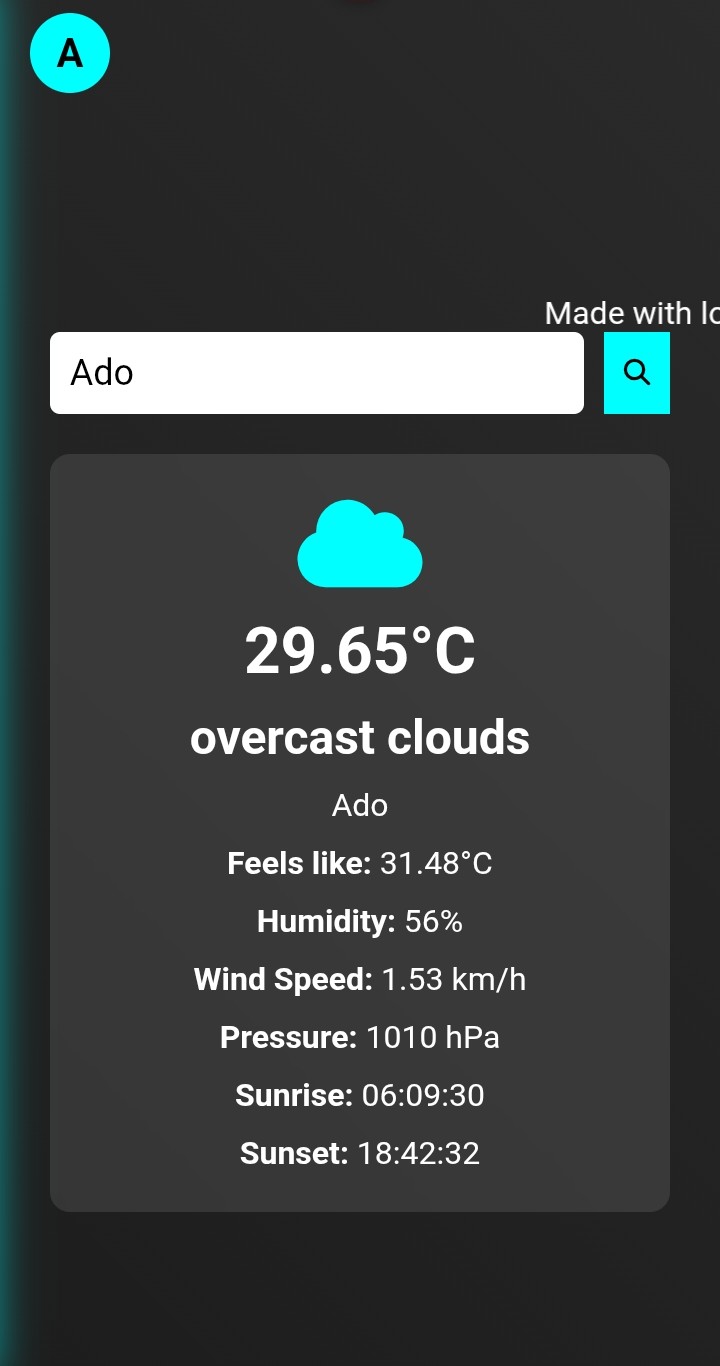 A
Made with lo
Ado
29.65°C
overcast clouds
Ado
Feels like: 31.48°C
Humidity: 56%
Wind Speed: 1.53 km/h
Pressure: 1010 hPa
Sunrise: 06:09:30
Sunset: 18:42:32